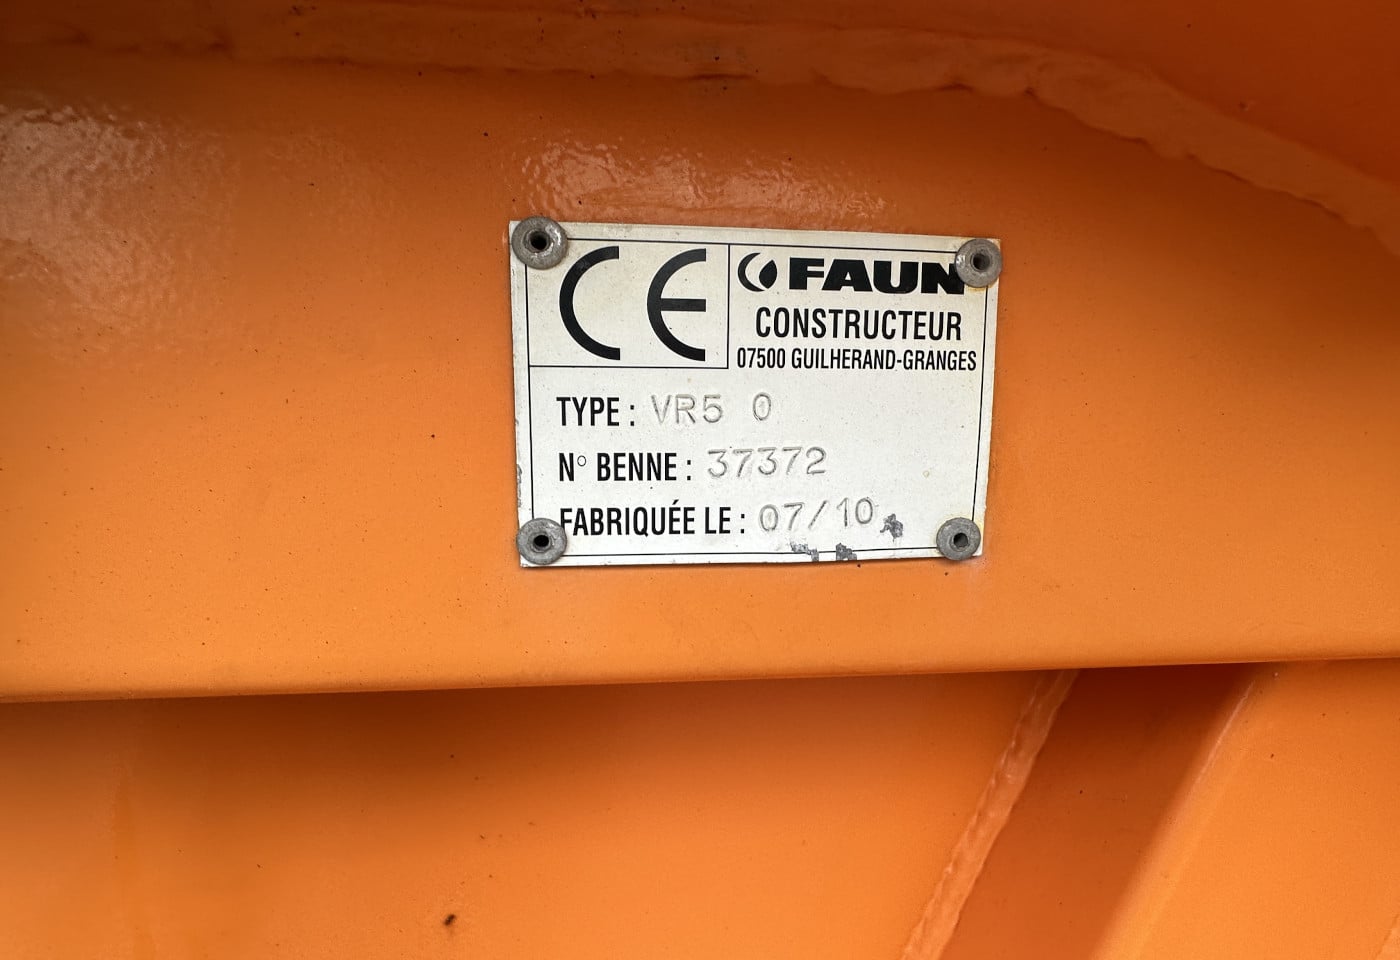 CE FAUN
CONSTRUCTEUR
07500 GUILHERAND-GRANGES
TYPE : VR5 0
N° BENNE : 37372
FABRIQUÉE LE : 07/10